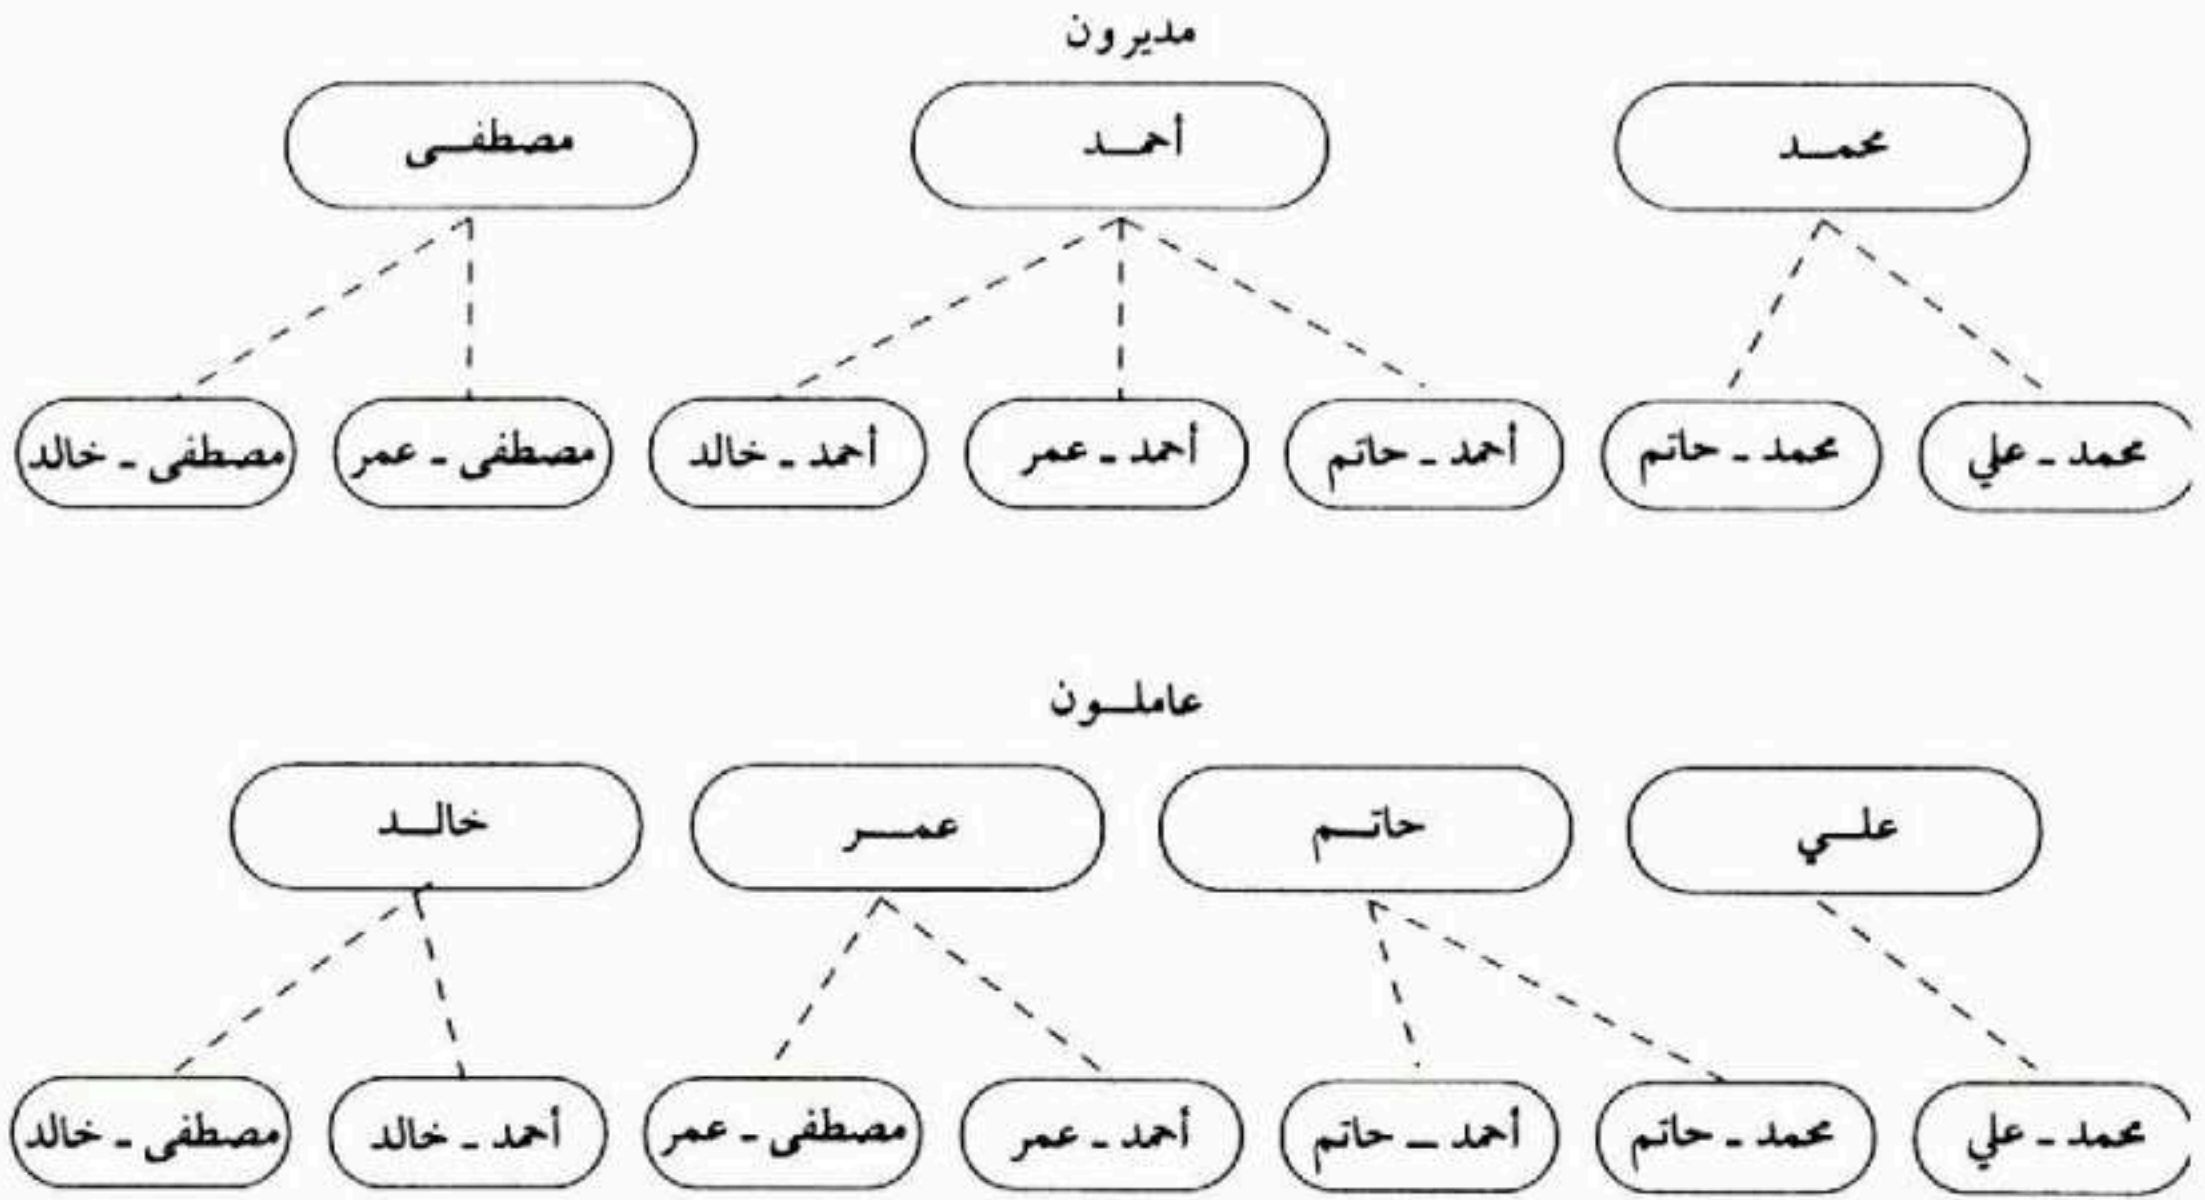 مديرون
محمد أحمد مصطفى
محمد - علي محمد - حاتم أحمد - حاتم أحمد - عمر أحمد - خالد مصطفى - عمر مصطفى - خالد
عاملون
علي حاتم عمر خالد
محمد - علي محمد - حاتم أحمد - حاتم أحمد - عمر مصطفى - عمر أحمد - خالد مصطفى - خالد